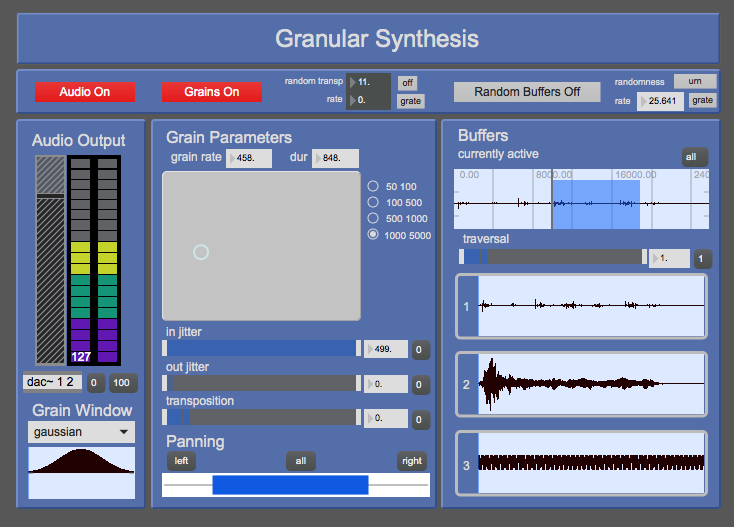 Granular Synthesis
Audio On
Grains On
random transp
11.
off
rate
0.
grate
Random Buffers Off
randomness
urn
rate
25.641
grate
Audio Output
127
dac~ 1 2
0
100
Grain Window
gaussian
Grain Parameters
grain rate
458.
dur
848.
50 100
100 500
500 1000
1000 5000
in jitter
499.
0
out jitter
0.
0
transposition
0.
0
Panning
left
all
right
Buffers
currently active
all
0.00
8000.00
16000.00
240
traversal
1.
1
1
2
3